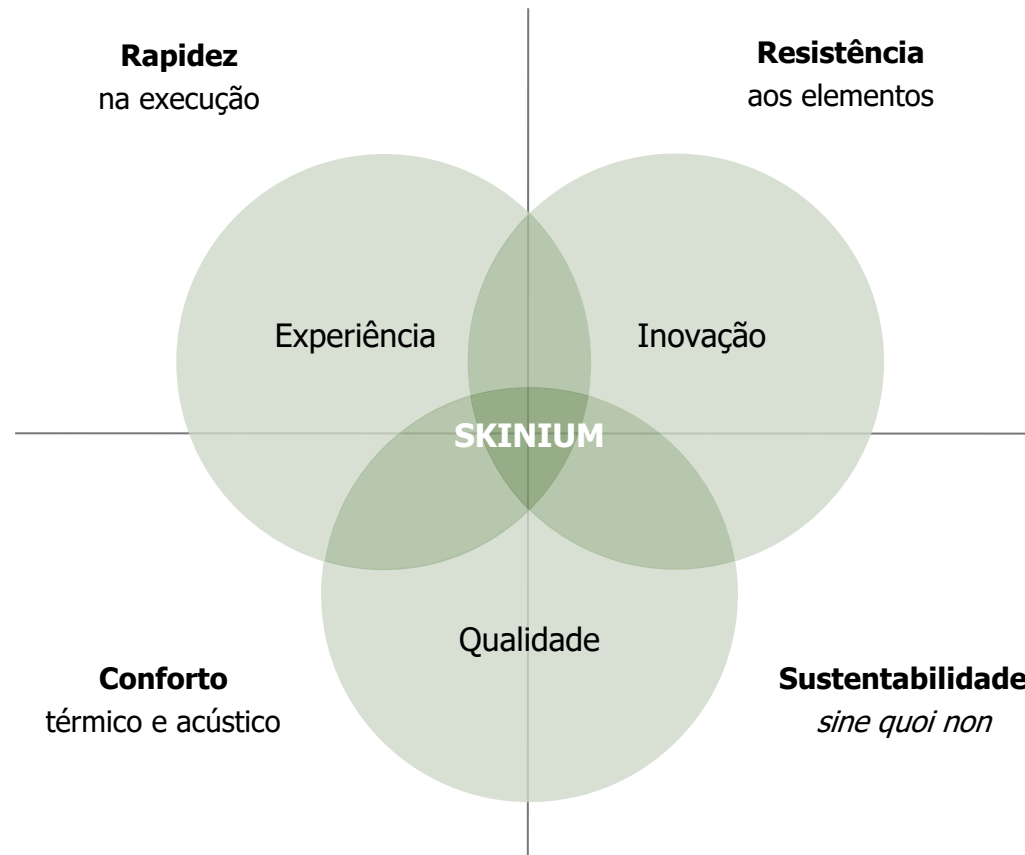 Rapidez
na execução
Resistência
aos elementos
Experiência
Inovação
SKINIUM
Qualidade
Conforto
térmico e acústico
Sustentabilidade
sine quoi non